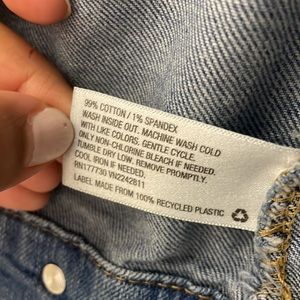 99% COTTON / 1% SPANDEX
WASH INSIDE OUT. MACHINE WASH COLD
WITH LIKE COLORS. GENTLE CYCLE.
ONLY NON-CHLORINE BLEACH IF NEEDED.
TUMBLE DRY LOW. REMOVE PROMPTLY.
COOL IRON IF NEEDED.
RN177730 VN2242811
LABEL MADE FROM 100% RECYCLED PLASTIC